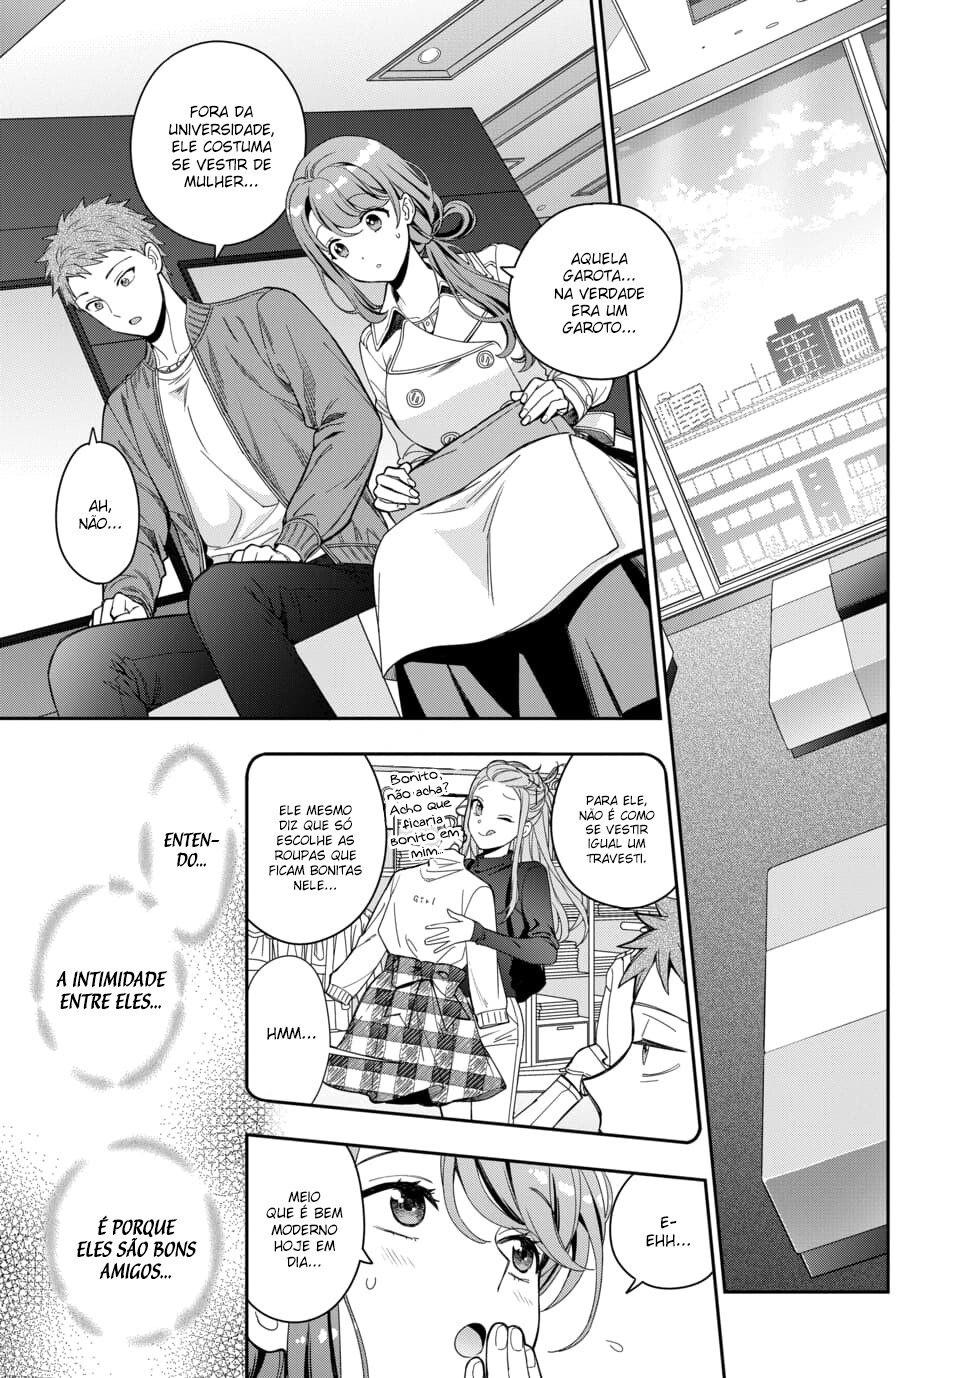 AQUELA
GAROTA...
NA VERDADE
ERA UM
GAROTO...
FORA DA
UNIVERSIDADE,
ELE COSTUMA
SE VESTIR DE
MULHER...
AH,
NÃO...
PARA ELE,
NÃO É COMO
SE VESTIR
IGUAL UM
TRAVESTI.
Bonito,
não acha?
Acho que
ficaria
Bonito em
mim...
Girl
ELE MESMO
DIZ QUE SÓ
ESCOLHE AS
ROUPAS QUE
FICAM BONITAS
NELE...
HMM...
E-
EHH...
MEIO
QUE É BEM
MODERNO
HOJE EM
DIA...
ENTEN-
DO...
A INTIMIDADE
ENTRE ELES...
É PORQUE
ELES SÃO BONS
AMIGOS...